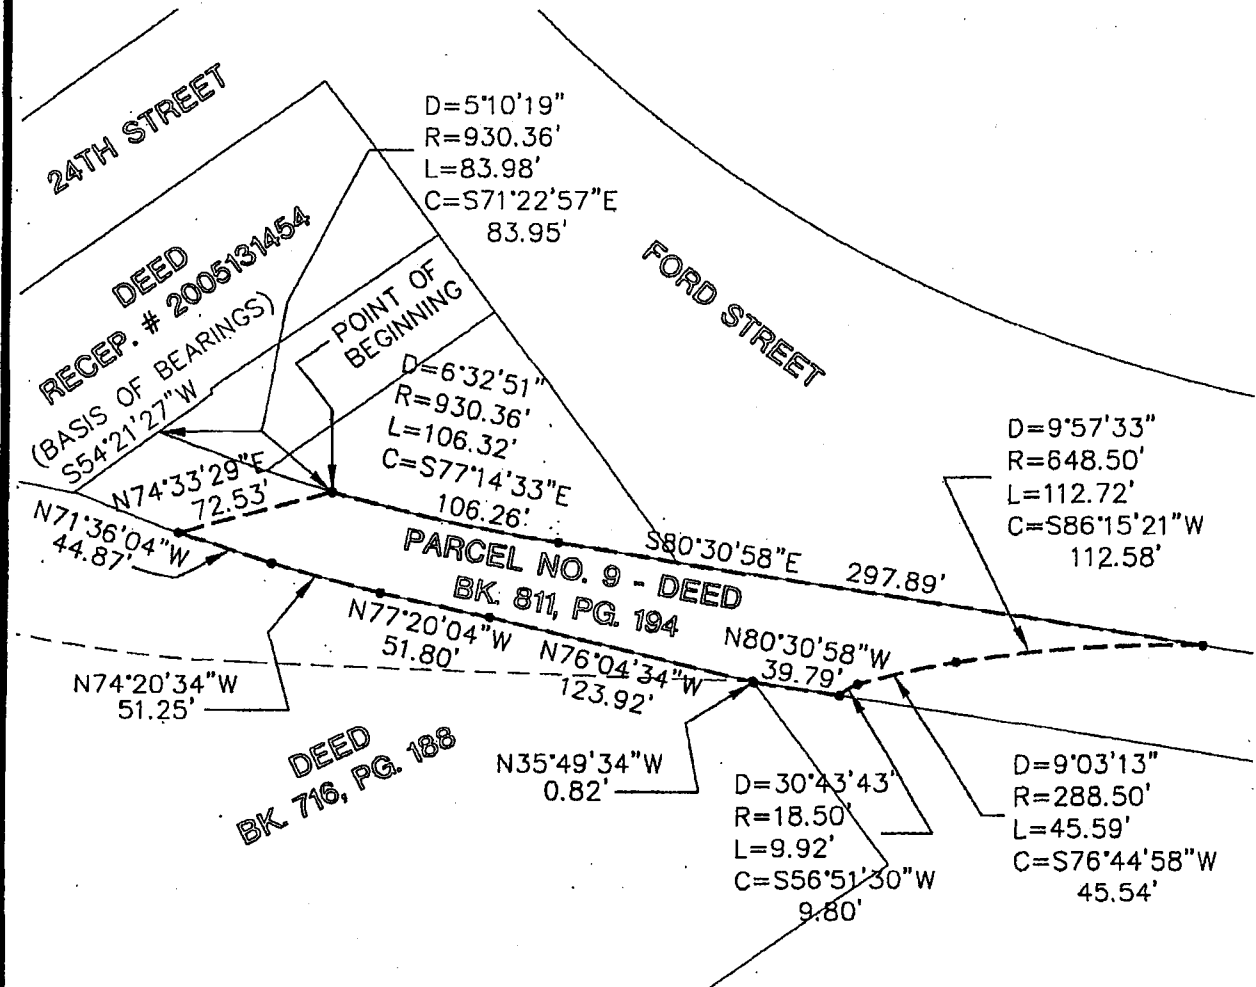 24TH STREET
D=5°10'19"
R=930.36'
L=83.98'
C=S71°22'57"E
83.95'
DEED
RECEP. # 2005131454
(BASIS OF BEARINGS)
S54°21'27"W
POINT OF
BEGINNING
FORD STREET
D=6°32'51"
R=930.36'
L=106.32'
C=S77°14'33"E
106.26'
N74°33'29"E
72.53'
N71°36'04"W
44.87'
D=9°57'33"
R=648.50'
L=112.72'
C=S86°15'21"W
112.58'
S80°30'58"E
297.89'
PARCEL NO. 9 - DEED
BK. 811, PG. 194
N77°20'04"W
51.80'
N76°04'34"W
123.92'
N80°30'58"W
39.79'
N74°20'34"W
51.25'
DEED
BK. 716, PG. 188
N35°49'34"W
0.82'
D=30°43'43"
R=18.50'
L=9.92'
C=S56°51'30"W
9.80'
D=9°03'13"
R=288.50'
L=45.59'
C=S76°44'58"W
45.54'